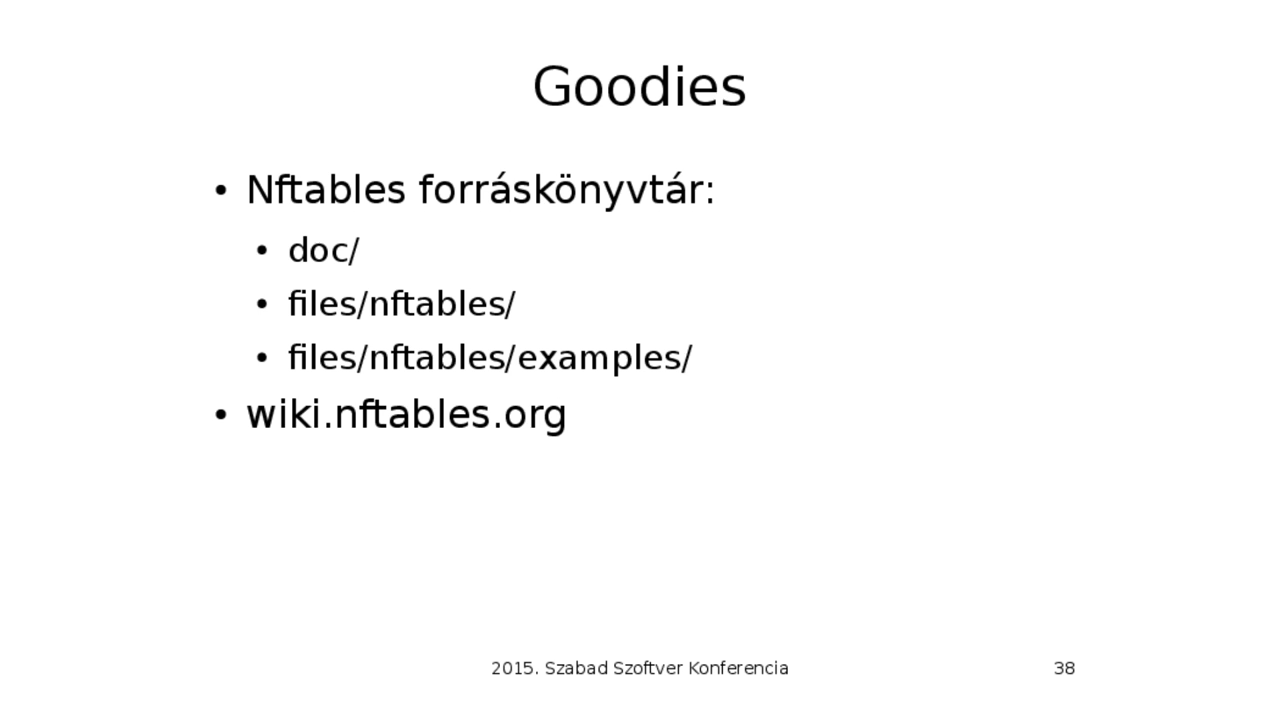 Goodies
• Nftables forráskönyvtár:
• doc/
• files/nftables/
• files/nftables/examples/
• wiki.nftables.org
2015. Szabad Szoftver Konferencia
38